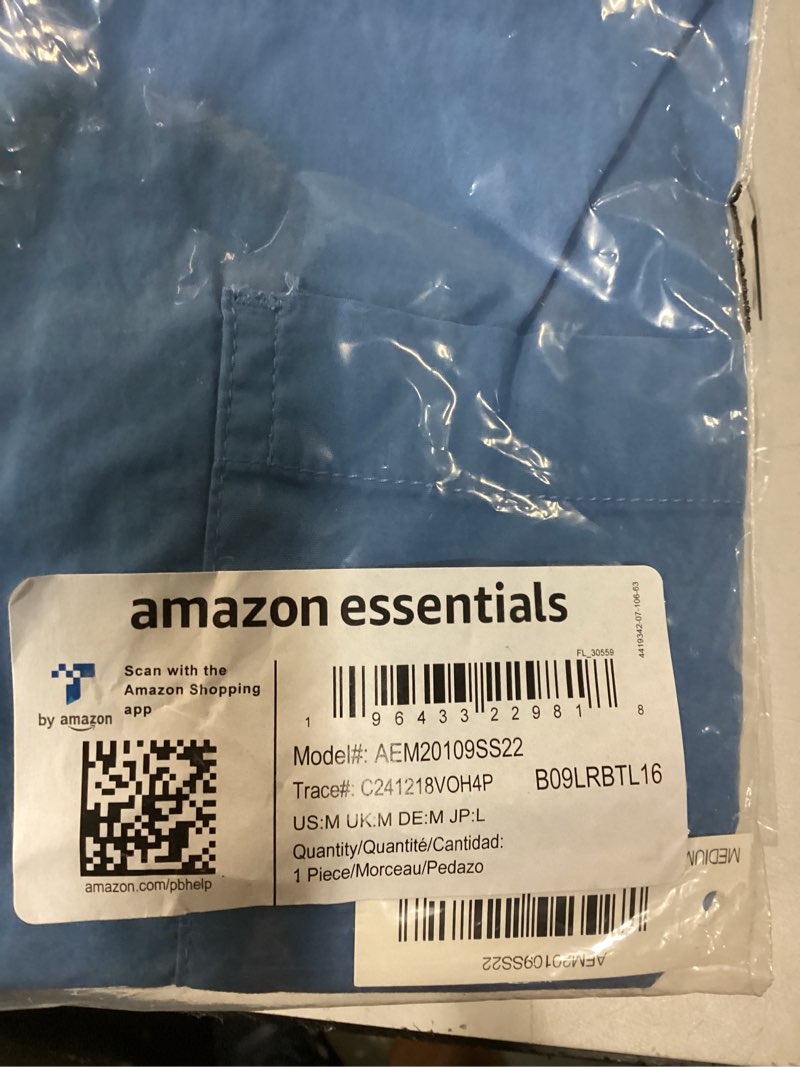 amazon essentials
4419342-07-106-63
Scan with the
Amazon Shopping
app
by amazon
amazon.com/pbhelp
FL_30559
1 96433 22981 8
Model#: AEM20109SS22
Trace#: C241218VOH4P
B09LRBTL16
US:M UK:M DE:M JP:L
Quantity/Quantité/Cantidad:
1 Piece/Morceau/Pedazo
MEDIUM
AEM20109SS22